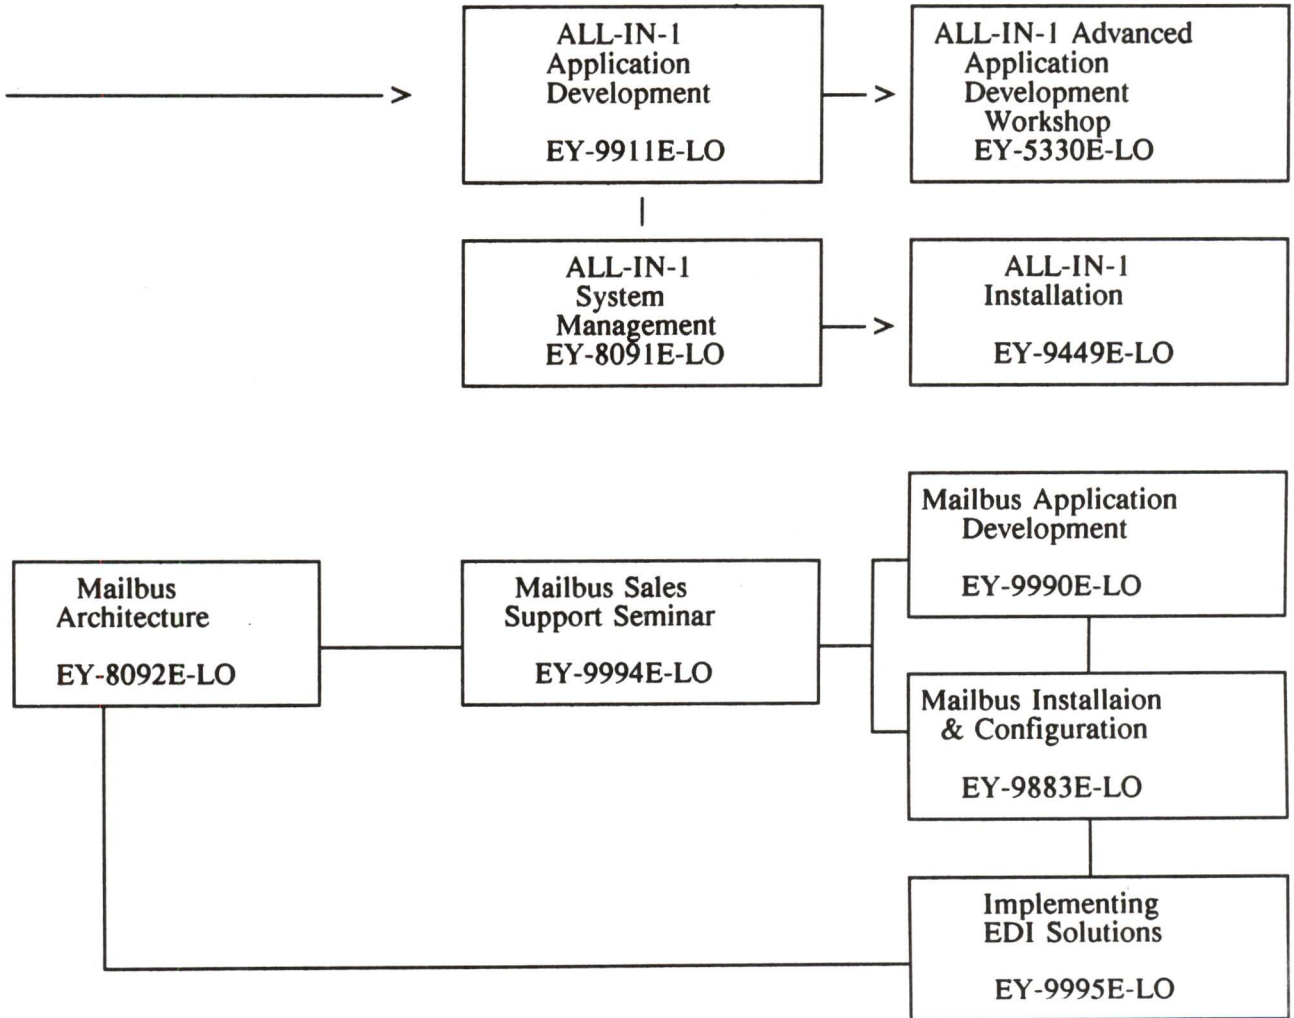 ALL-IN-1
Application
Development
EY-9911E-LO
ALL-IN-1 Advanced
Application
Development
Workshop
EY-5330E-LO
ALL-IN-1
System
Management
EY-8091E-LO
ALL-IN-1
Installation
EY-9449E-LO
Mailbus Application
Development
EY-9990E-LO
Mailbus
Architecture
EY-8092E-LO
Mailbus Sales
Support Seminar
EY-9994E-LO
Mailbus Installaion
& Configuration
EY-9883E-LO
Implementing
EDI Solutions
EY-9995E-LO